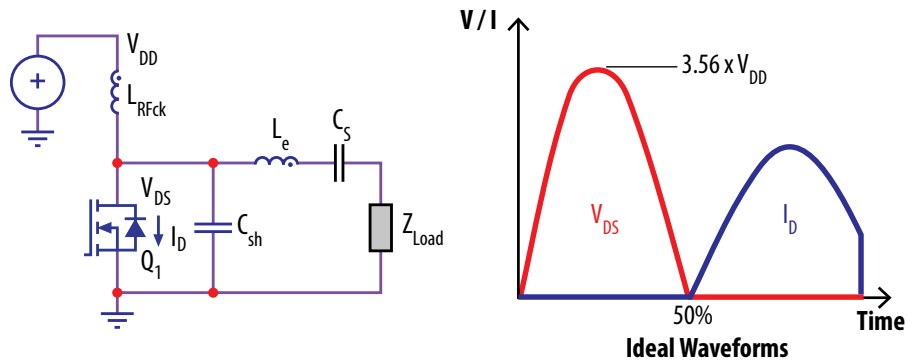 V_DD
+
L_RFck
L_e
C_S
V_DS
I_D
Q_1
C_sh
Z_Load
V / I
3.56 x V_DD
V_DS
I_D
50%
Time
Ideal Waveforms